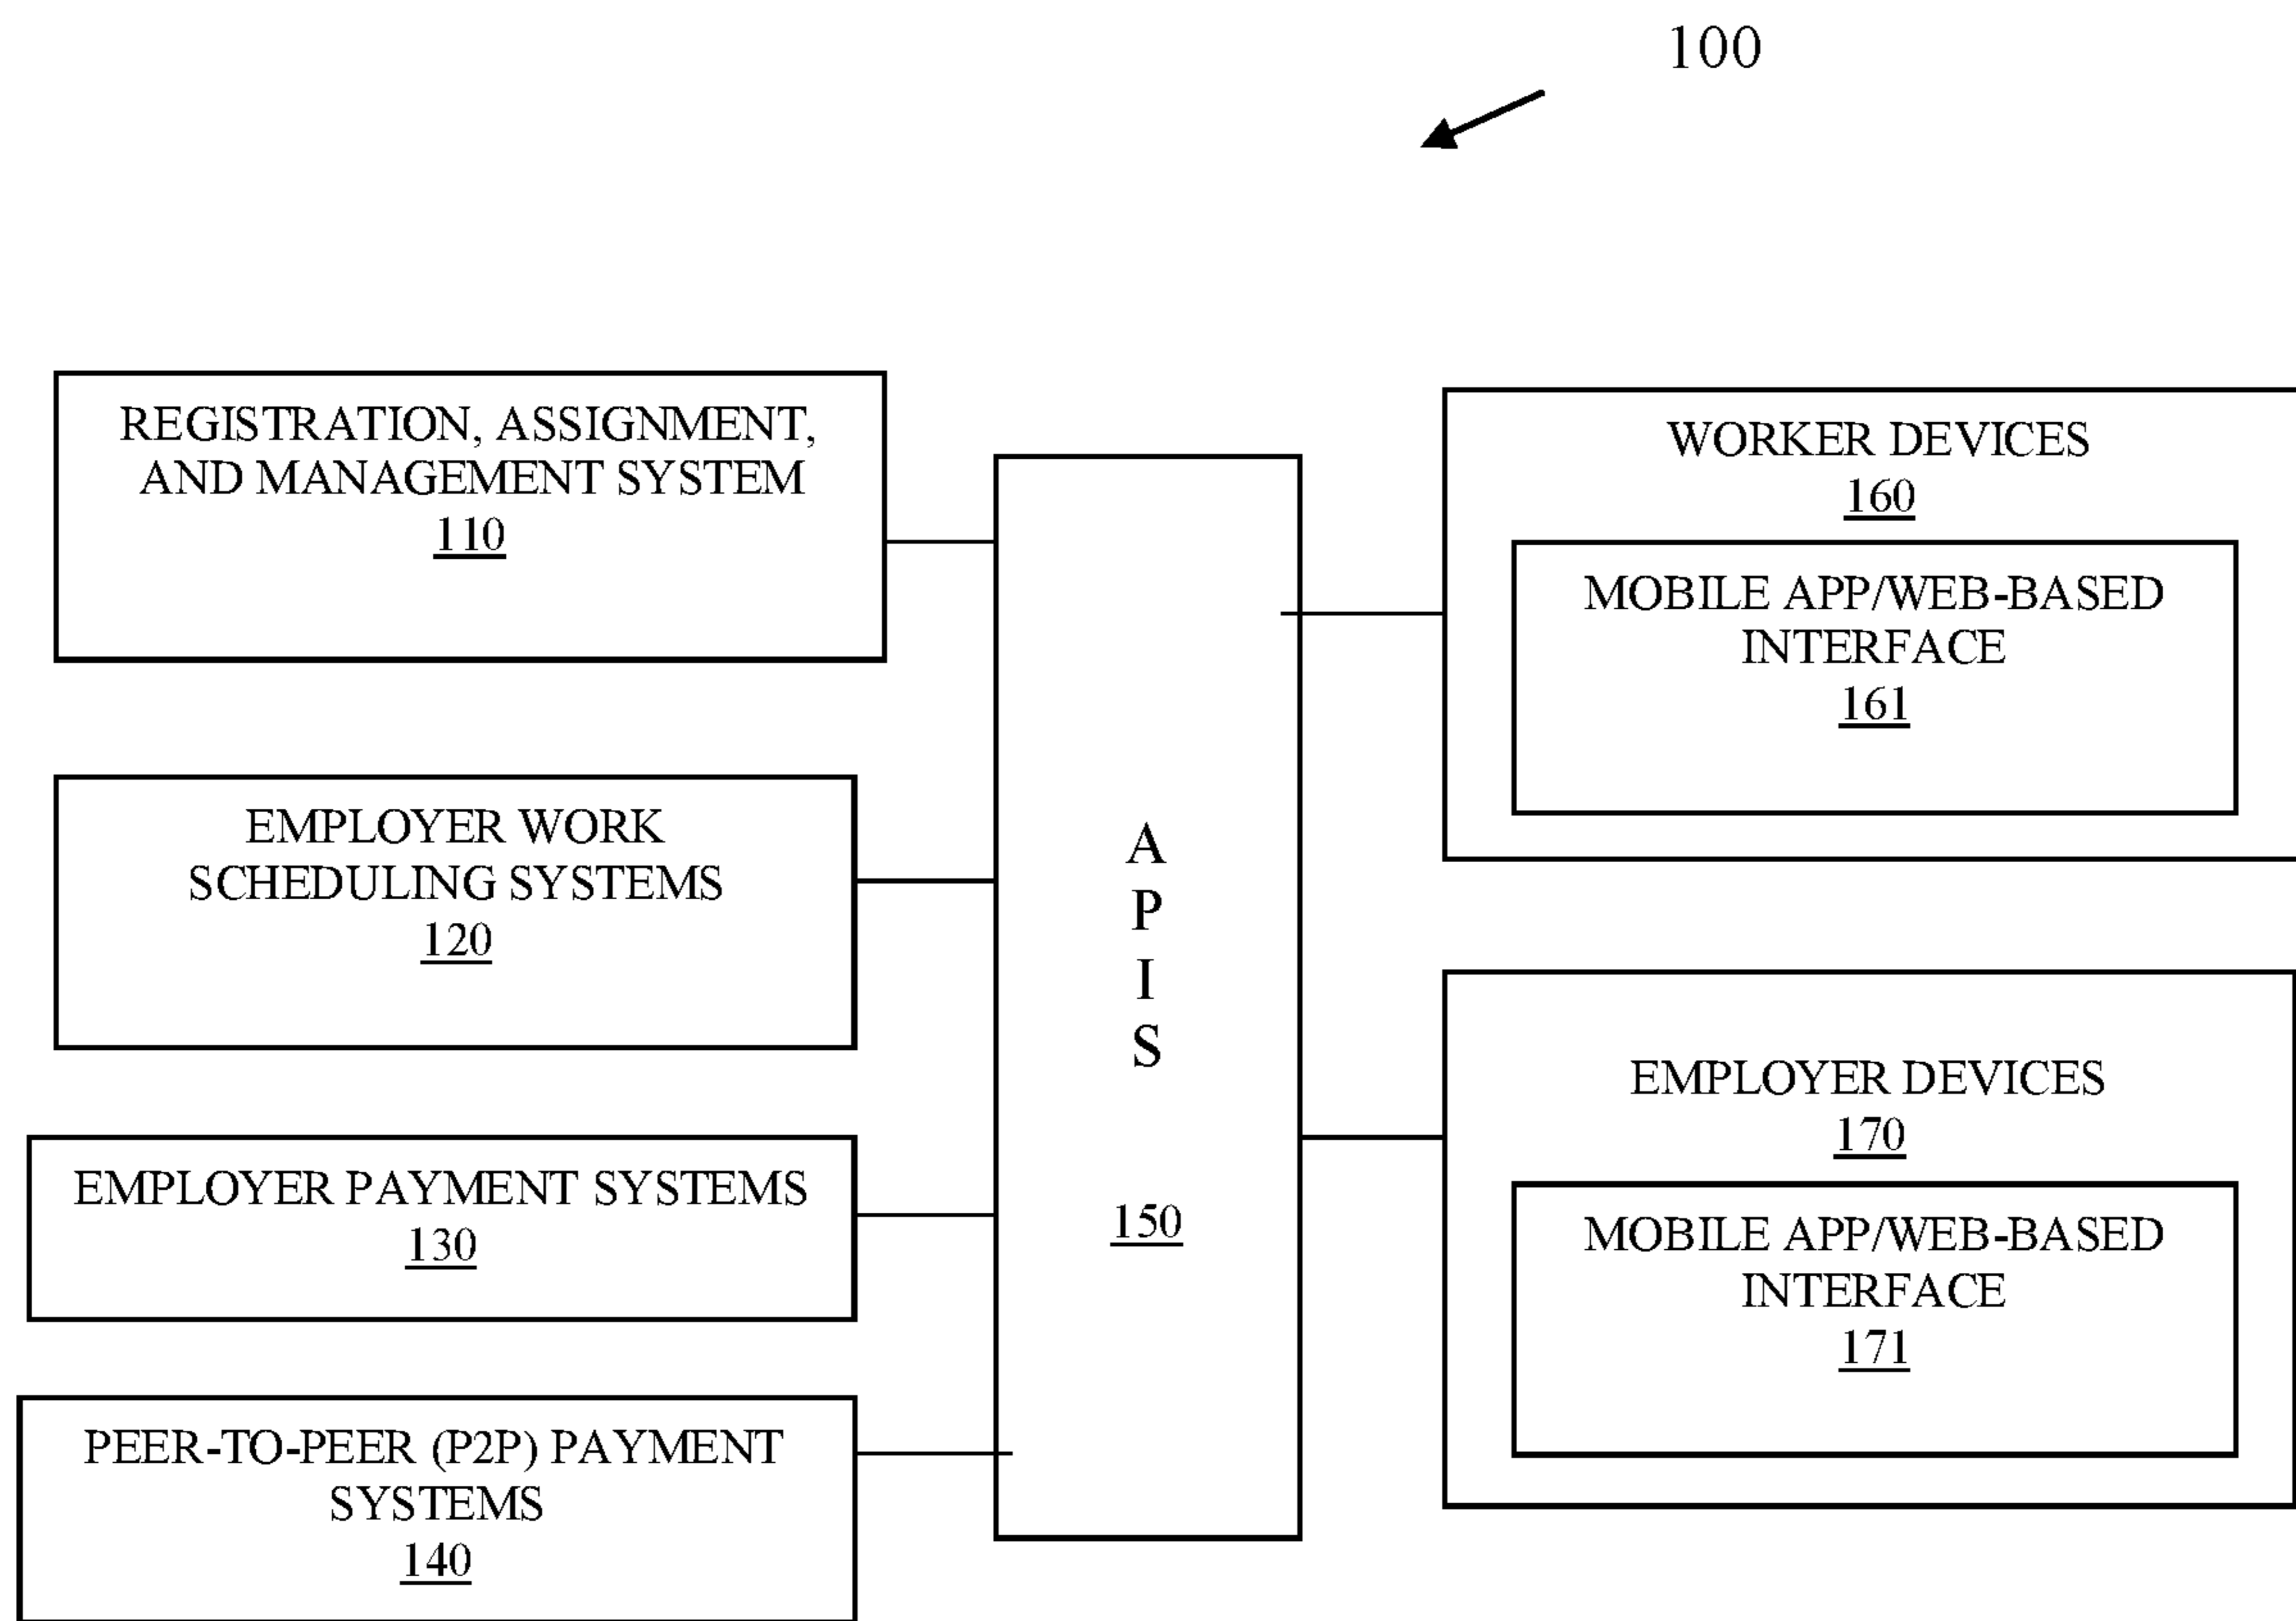 100
REGISTRATION, ASSIGNMENT,
AND MANAGEMENT SYSTEM
110
EMPLOYER WORK
SCHEDULING SYSTEMS
120
EMPLOYER PAYMENT SYSTEMS
130
PEER-TO-PEER (P2P) PAYMENT
SYSTEMS
140
A
P
I
S
150
WORKER DEVICES
160
MOBILE APP/WEB-BASED
INTERFACE
161
EMPLOYER DEVICES
170
MOBILE APP/WEB-BASED
INTERFACE
171